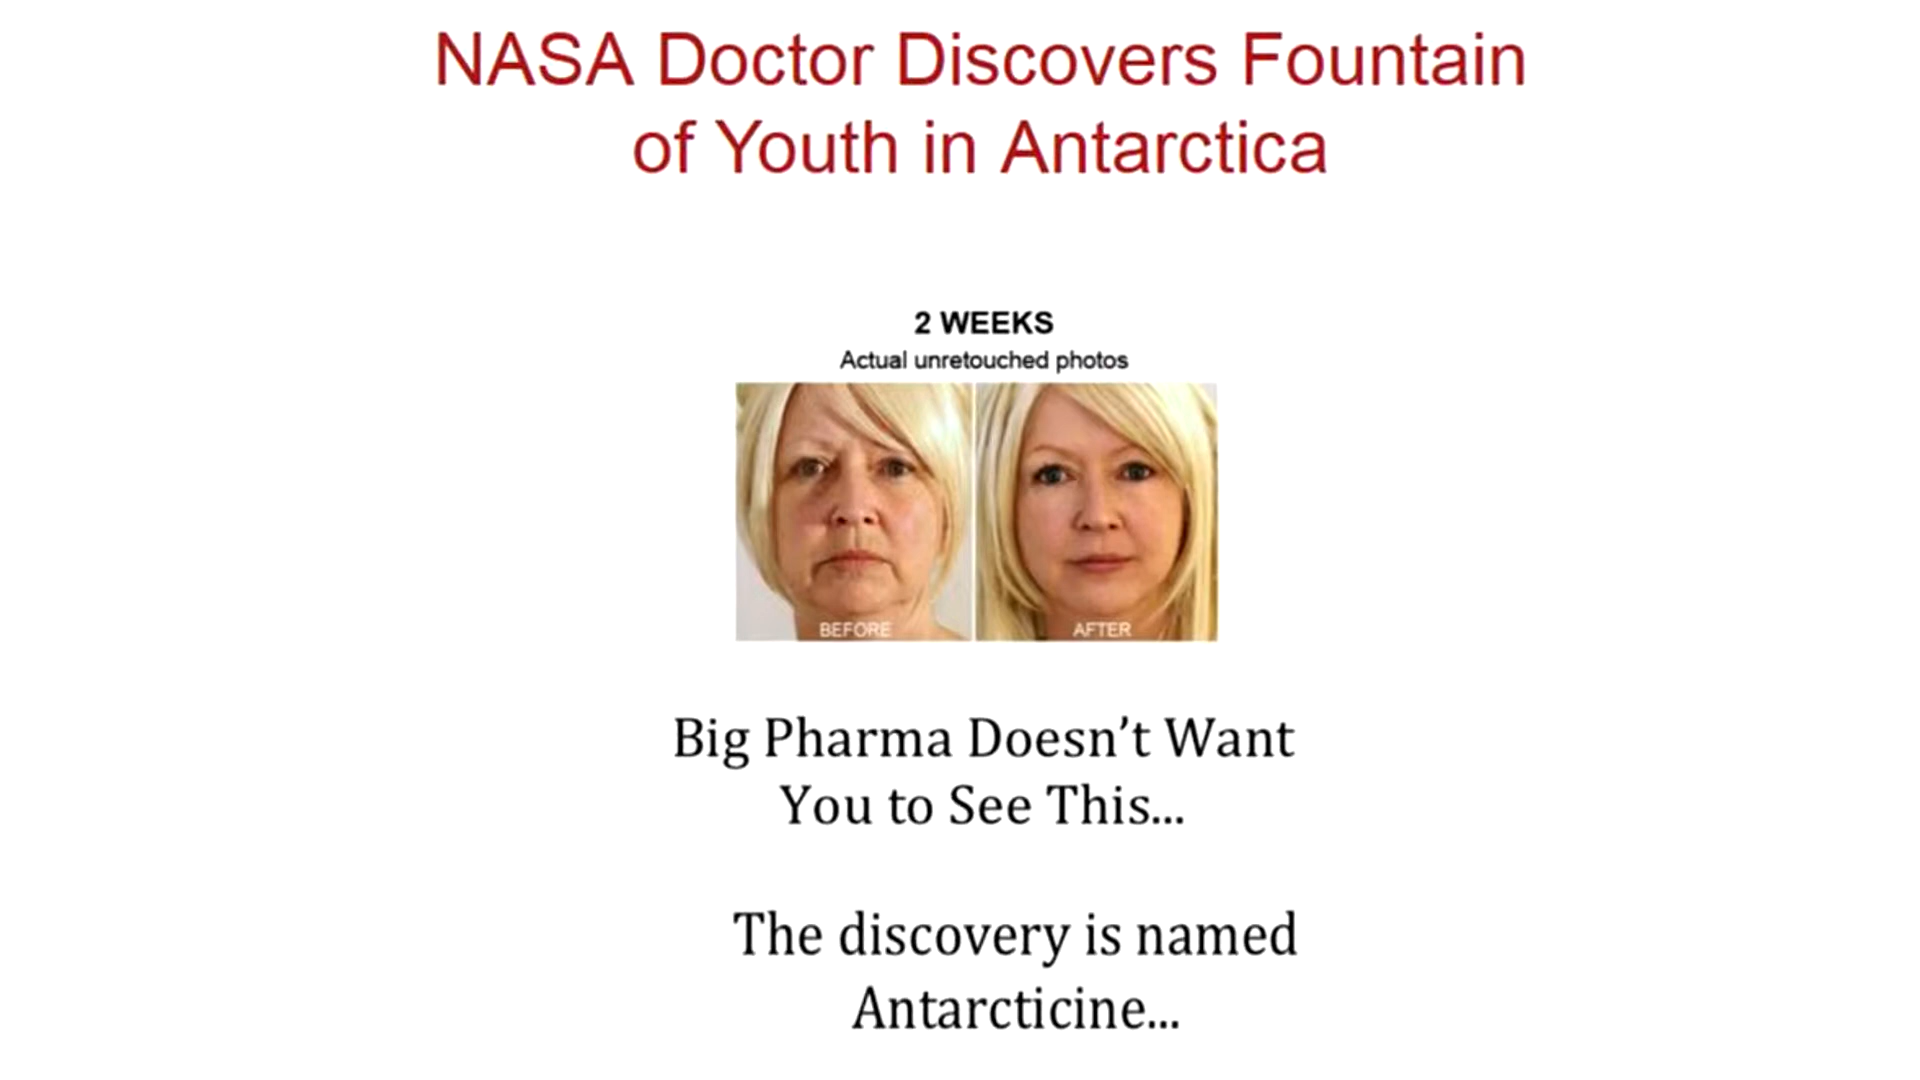 NASA Doctor Discovers Fountain
of Youth in Antarctica
2 WEEKS
Actual unretouched photos
BEFORE
AFTER
Big Pharma Doesn’t Want
You to See This...
The discovery is named
Antarcticine...